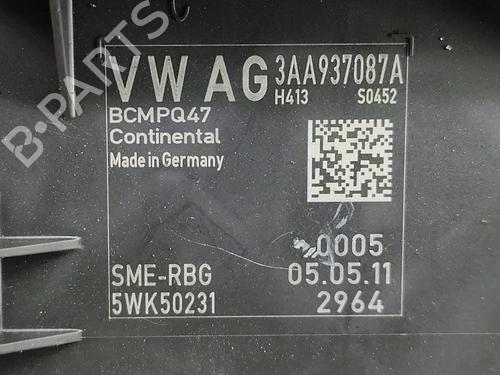 VW AG 3AA937087A
H413 S0452
BCMPQ47
Continental
Made in Germany
0005
SME-RBG 05.05.11
5WK50231 2964
B-PARTS